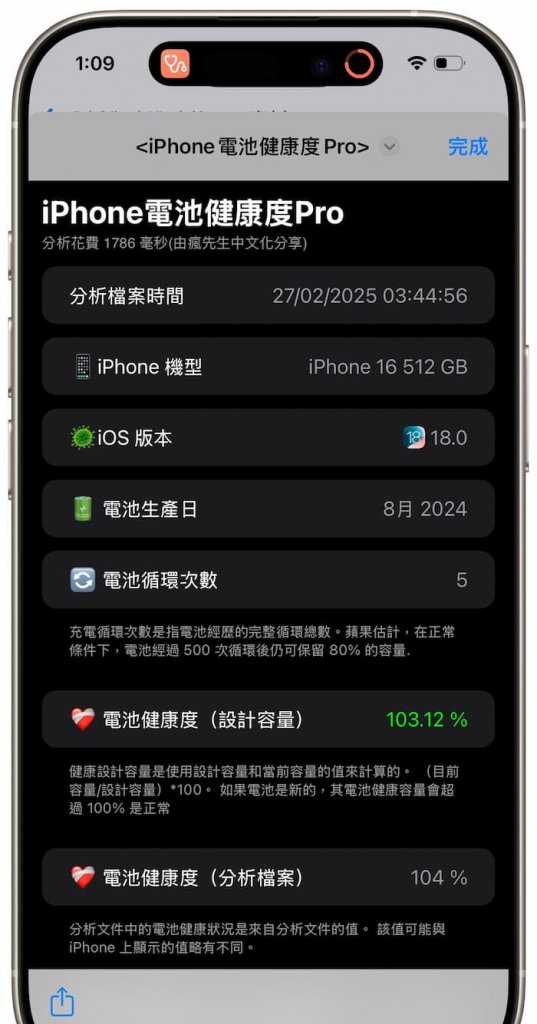 1:09
<iPhone 電池健康度 Pro>
完成
iPhone電池健康度Pro
分析花費 1786 毫秒(由瘋先生中文化分享)
分析檔案時間 27/02/2025 03:44:56
iPhone 機型 iPhone 16 512 GB
iOS 版本 18 18.0
電池生產日 8月 2024
電池循環次數 5
充電循環次數是指電池經歷的完整循環總數。蘋果估計，在正常
條件下，電池經過 500 次循環後仍可保留 80% 的容量.
電池健康度（設計容量） 103.12 %
健康設計容量是使用設計容量和當前容量的值來計算的。 （目前
容量/設計容量）*100。 如果電池是新的，其電池健康容量會超
過 100% 是正常
電池健康度（分析檔案） 104 %
分析文件中的電池健康狀況是來自分析文件的值。 該值可能與
iPhone 上顯示的值略有不同。